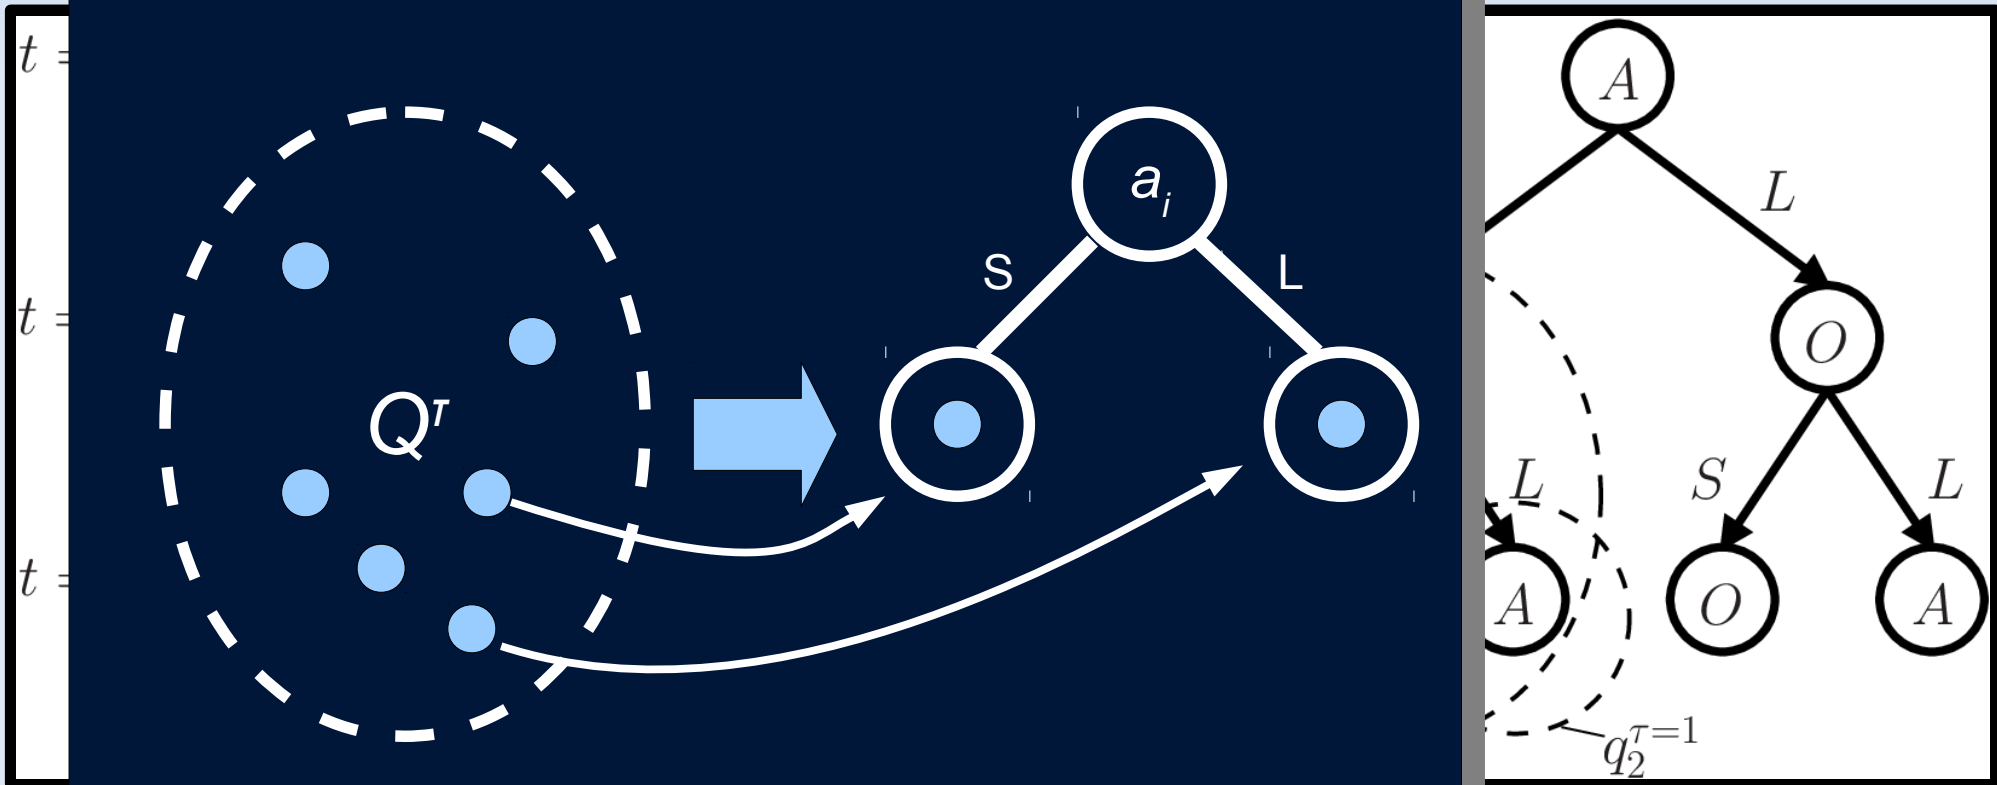 t =
A
a_i
L
S
L
t =
O
Q^τ
S
L
L
A
O
A
t =
q_2^{τ=1}